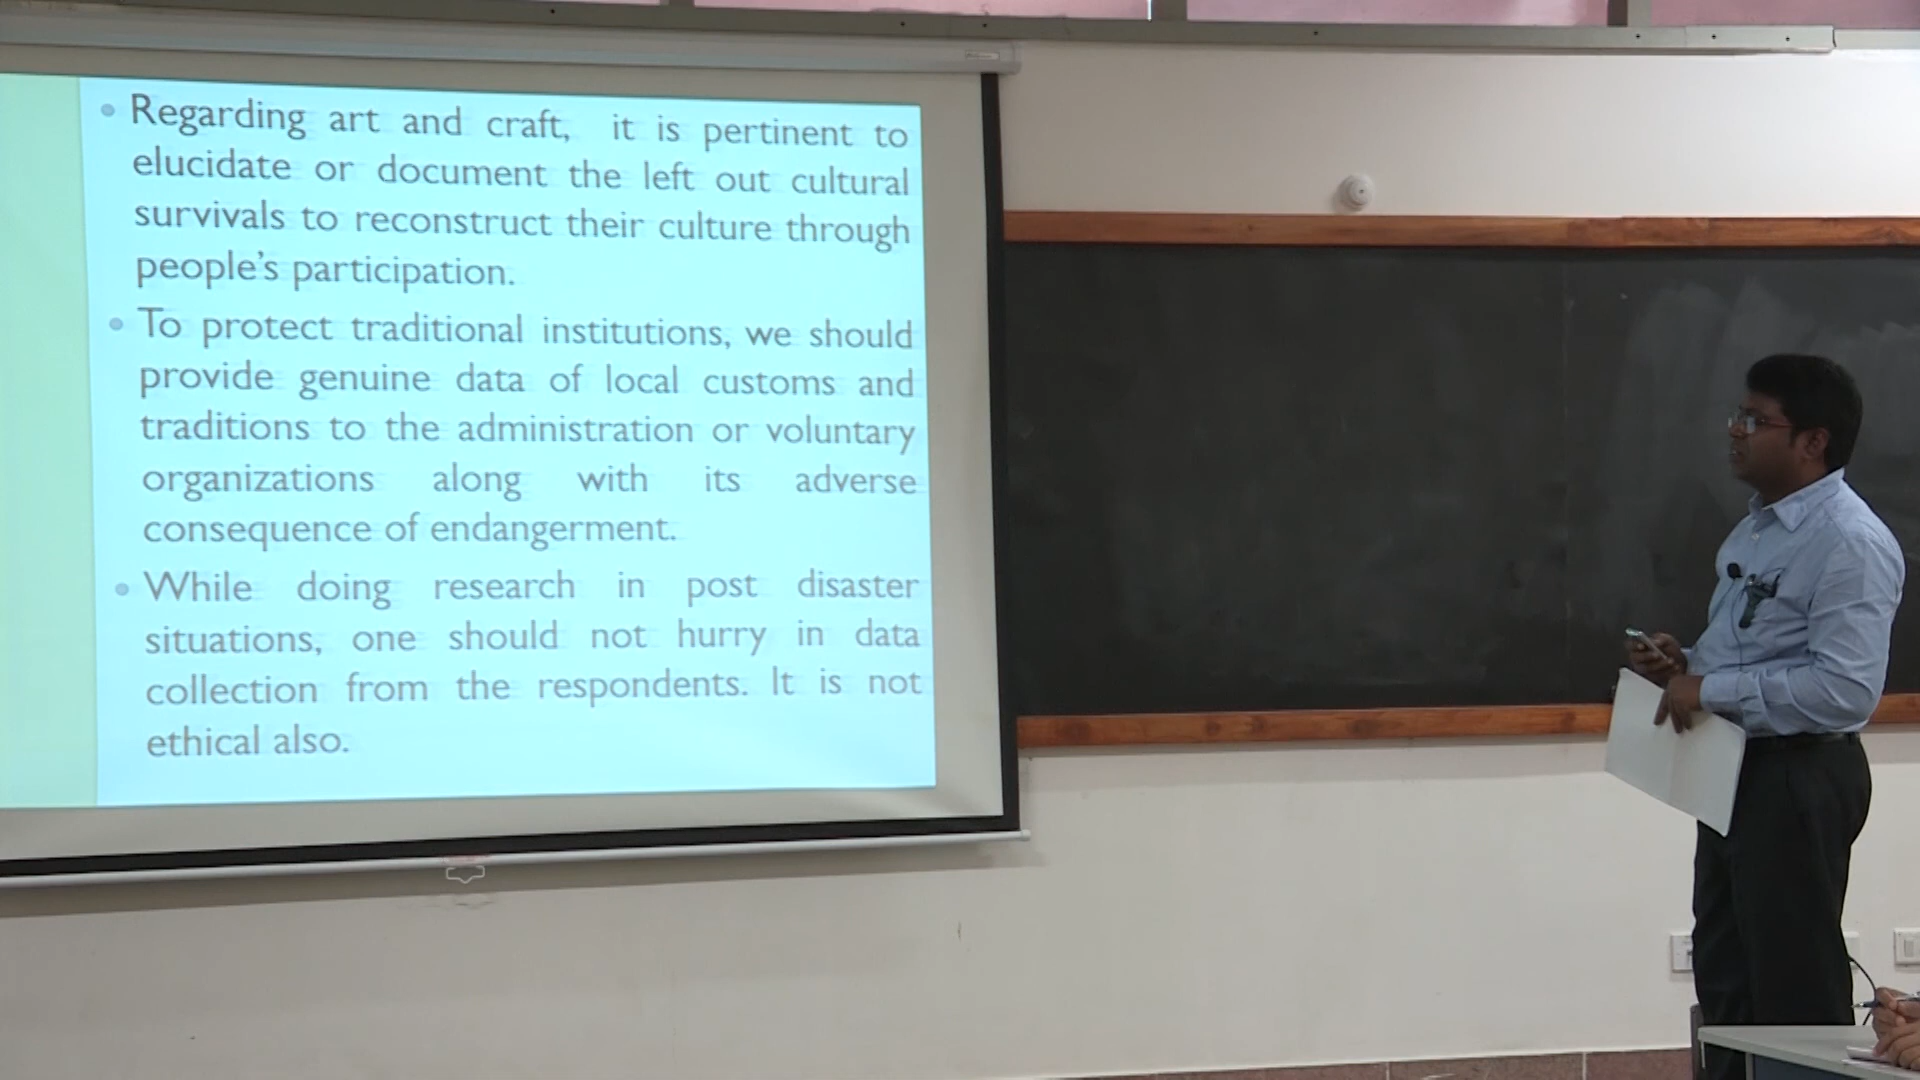 Regarding art and craft, it is pertinent to
elucidate or document the left out cultural
survivals to reconstruct their culture through
people's participation.
To protect traditional institutions, we should
provide genuine data of local customs and
traditions to the administration or voluntary
organizations along with its adverse
consequence of endangerment.
While doing research in post disaster
situations, one should not hurry in data
collection from the respondents. It is not
ethical also.